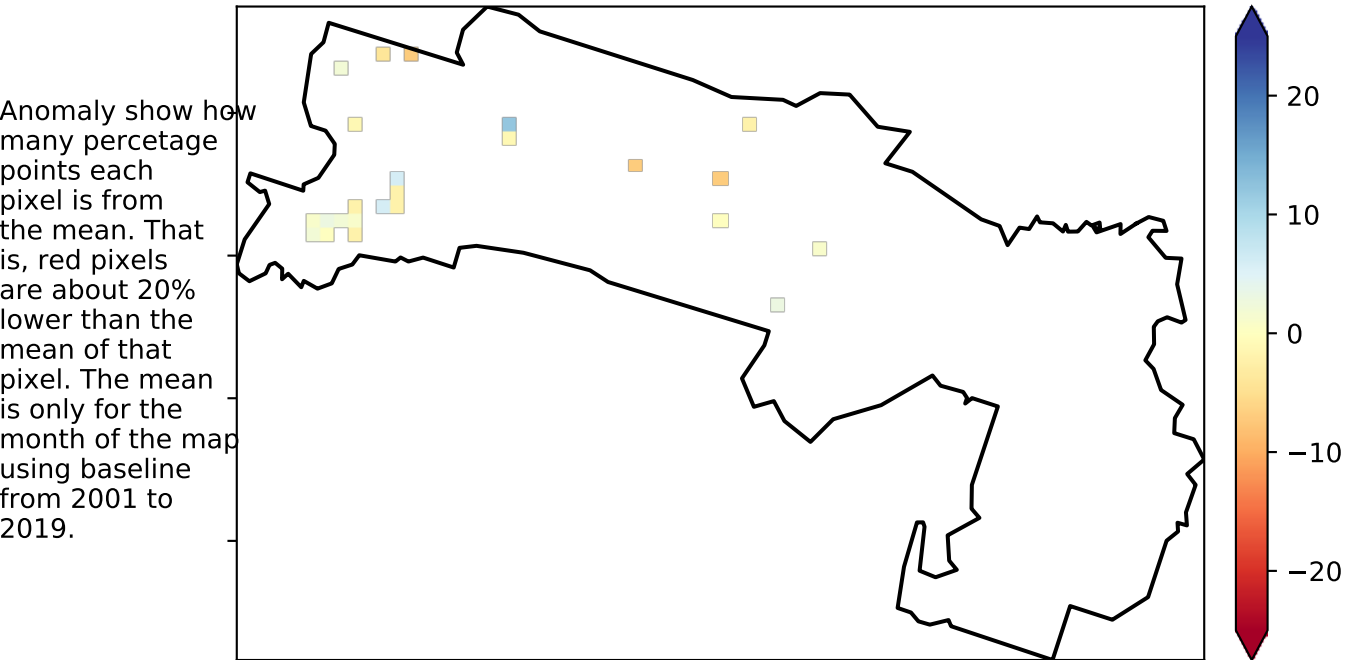 Anomaly show how
many percetage
points each
pixel is from
the mean. That
is, red pixels
are about 20%
lower than the
mean of that
pixel. The mean
is only for the
month of the map
using baseline
from 2001 to
2019.
20
10
0
−10
−20